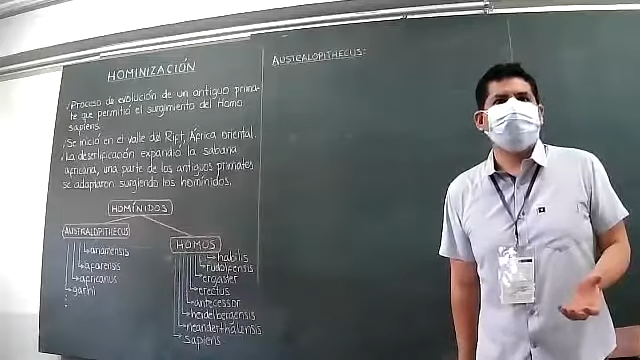 HOMINIZACIÓN
✓Proceso de evolución de un antiguo prima-
te que permitió el surgimiento del Homo
sapiens.
✓Se inició en el valle del Rift, África oriental.
✓La desertificación expandió la sabana
africana, una parte de los antiguos primates
se adaptaron surgiendo los homínidos.
HOMÍNIDOS
AUSTRALOPITHECUS
→anamensis
→afarensis
→africanus
→garhi
HOMOS
→habilis
→rudolfensis
→ergaster
→erectus
→antecessor
→heidelbergensis
→neanderthalensis
→sapiens
AUSTRALOPITHECUS: